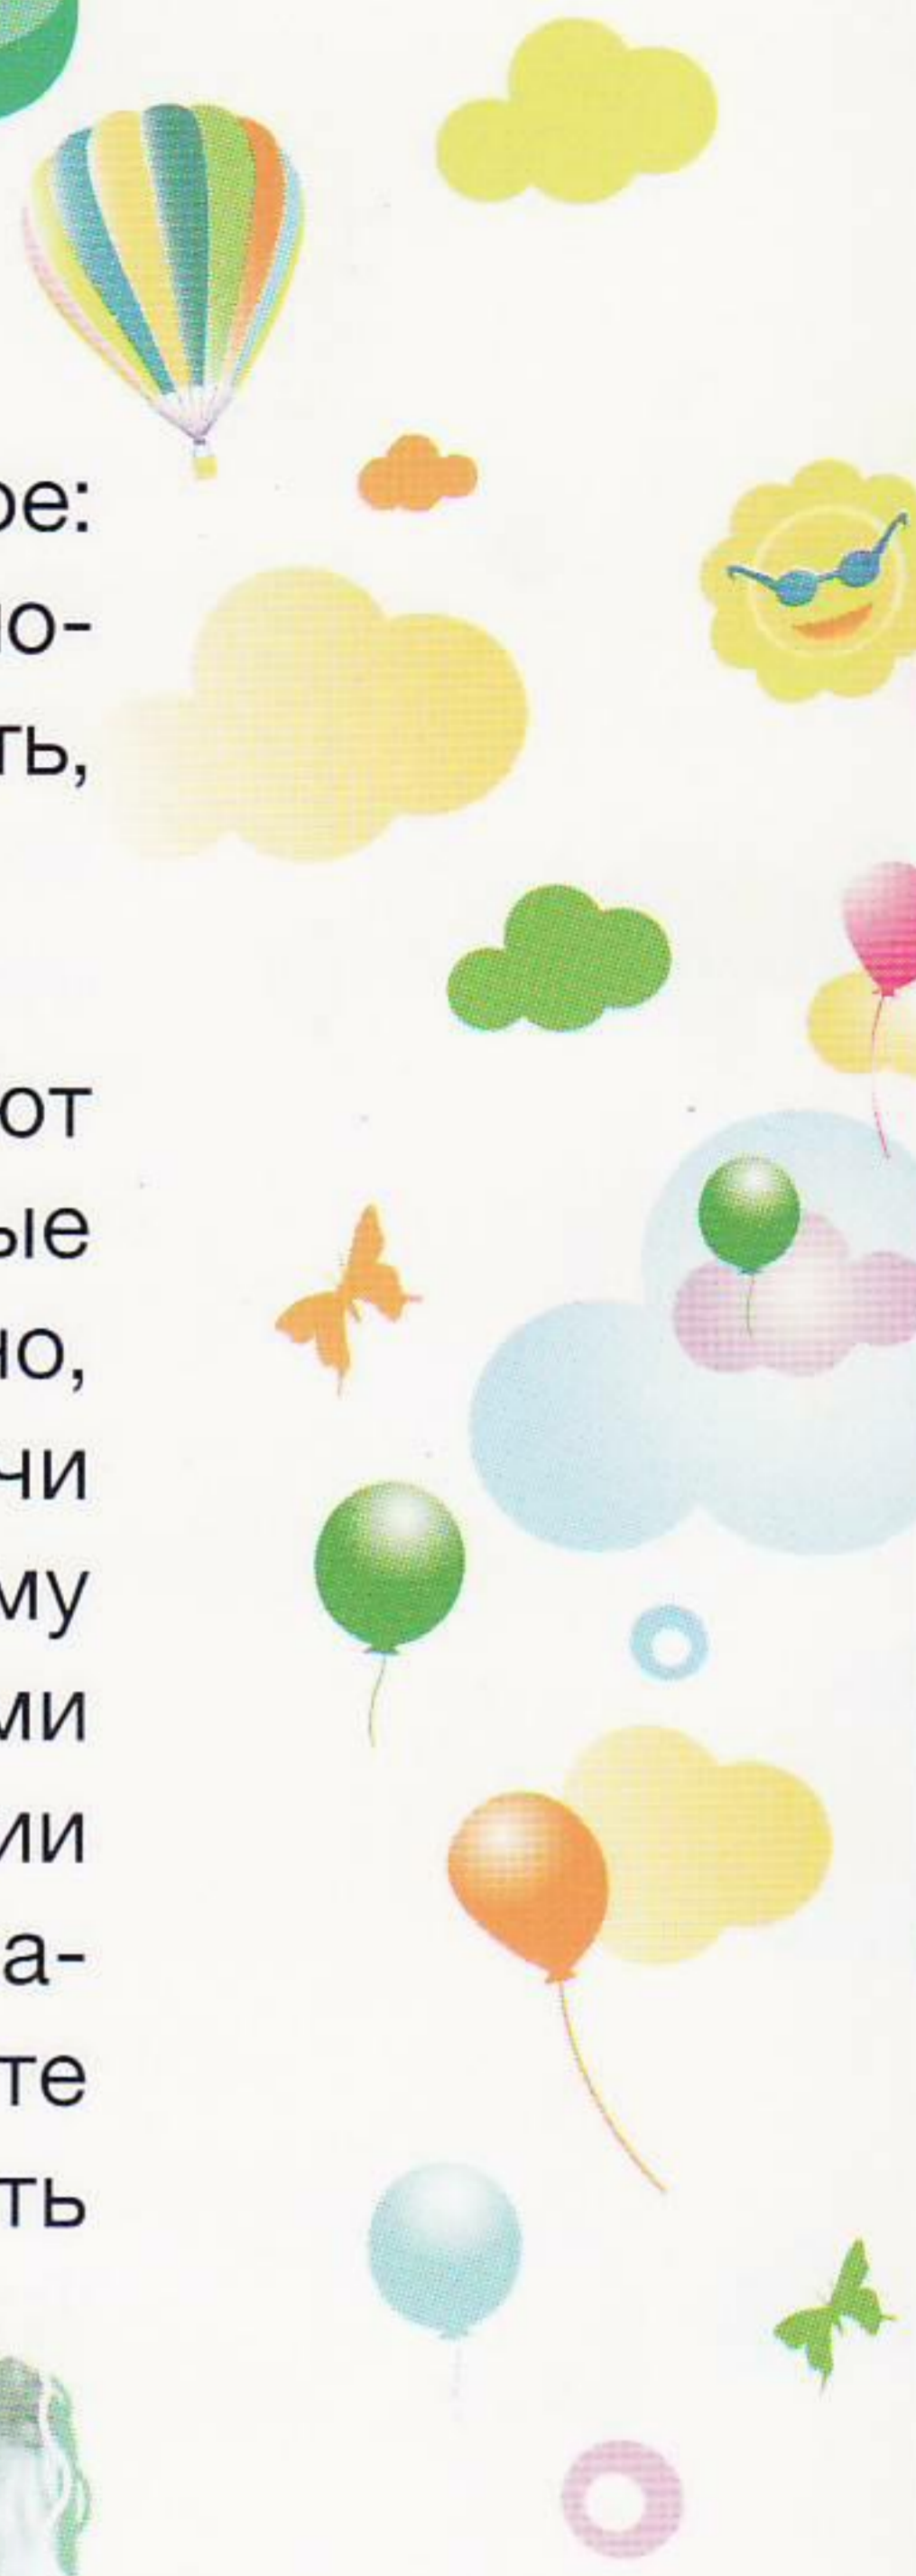 ре:
о-
ть,
от
ые
но,
чи
му
ми
ии
а-
те
ть